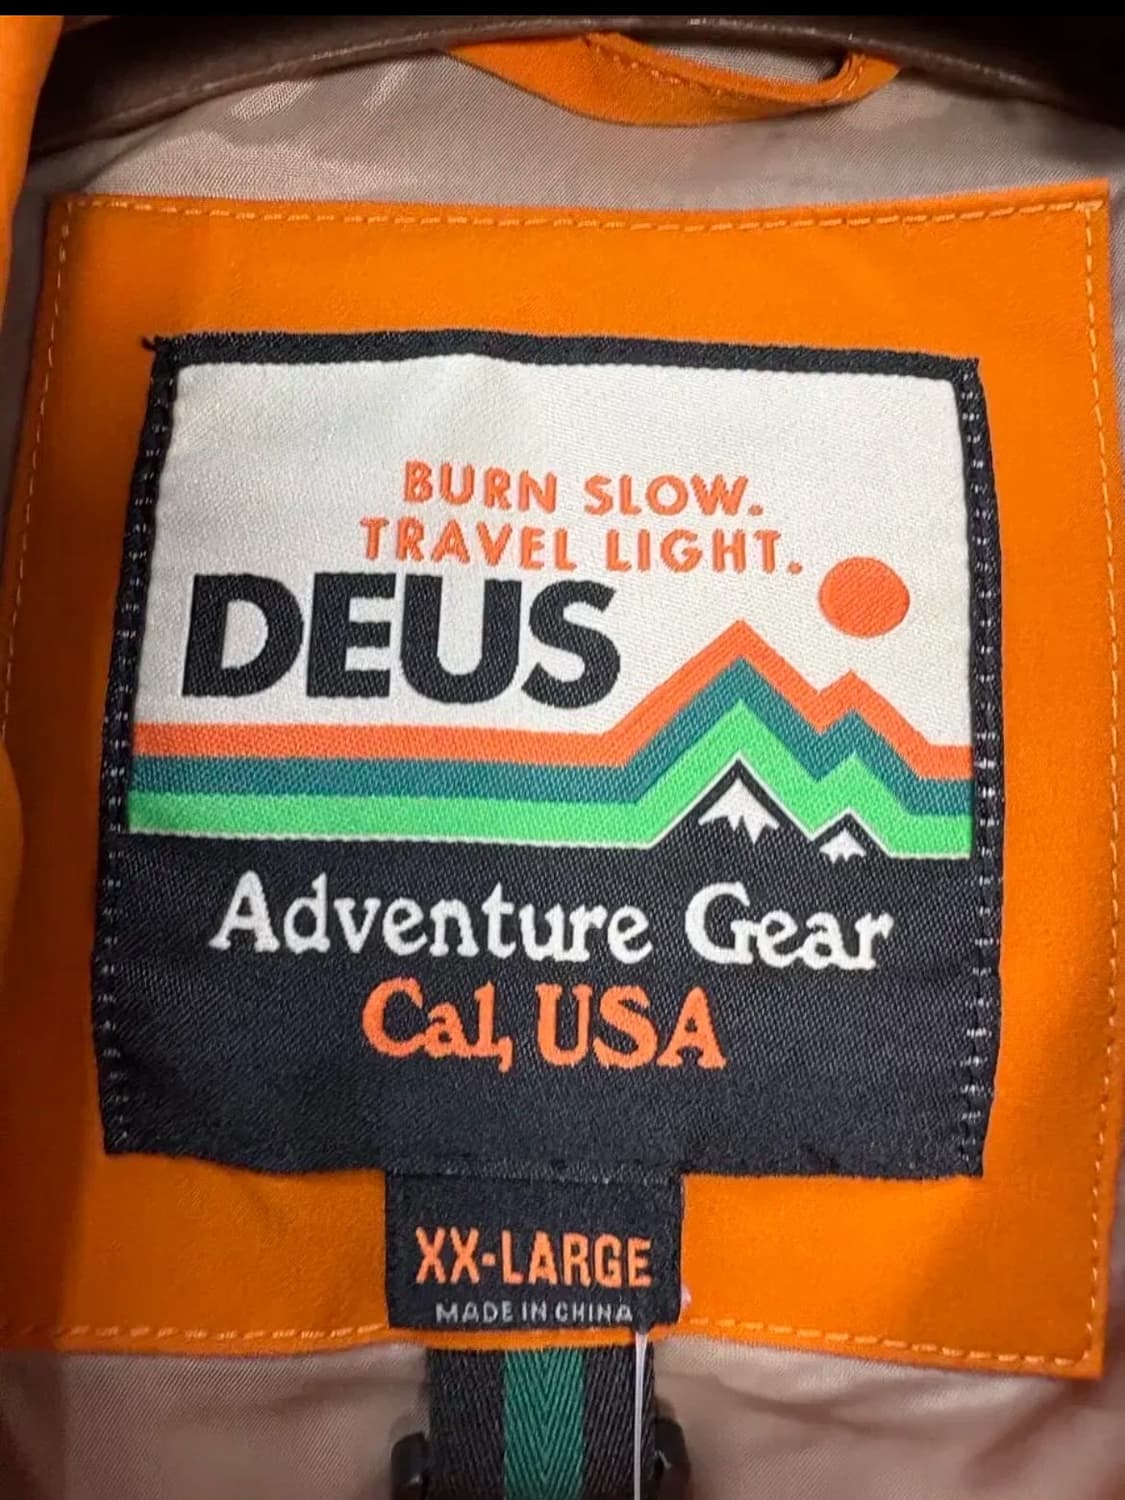 BURN SLOW.
TRAVEL LIGHT.
DEUS
Adventure Gear
Cal, USA
XX-LARGE
MADE IN CHINA